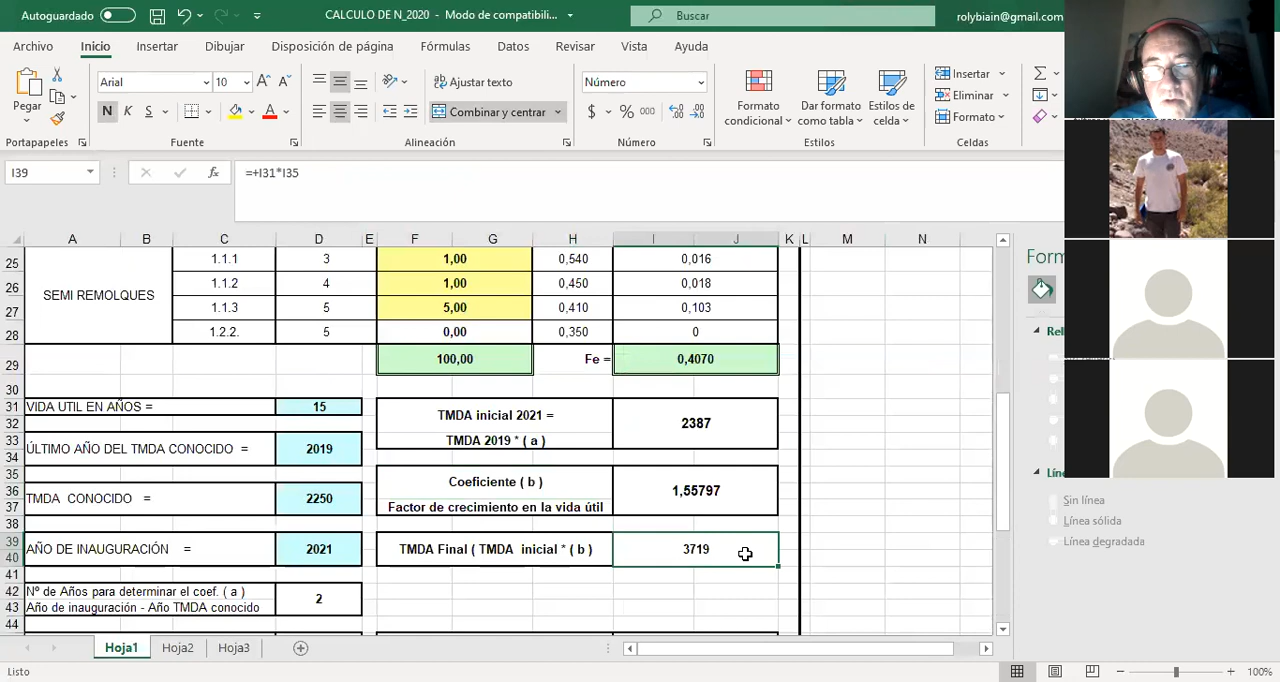 Autoguardado
CALCULO DE N_2020 - Modo de compatibili...
Buscar
rolybiain@gmail.com
Archivo Inicio Insertar Dibujar Disposición de página Fórmulas Datos Revisar Vista Ayuda
Pegar
Arial 10
N K S
Ajustar texto
Combinar y centrar
Número
$ % 000
Formato condicional
Dar formato como tabla
Estilos de celda
Insertar
Eliminar
Formato
Portapapeles Fuente Alineación Número Estilos Celdas
I39 fx =+I31*I35
A B C D E F G H I J K L M N
25 1.1.1 3 1,00 0,540 0,016
26 1.1.2 4 1,00 0,450 0,018
SEMI REMOLQUES
27 1.1.3 5 5,00 0,410 0,103
28 1.2.2. 5 0,00 0,350 0
29 100,00 Fe = 0,4070
30
31 VIDA UTIL EN AÑOS = 15
32 TMDA inicial 2021 = 2387
33 TMDA 2019 * ( a )
34 ÚLTIMO AÑO DEL TMDA CONOCIDO = 2019
35 Coeficiente ( b ) 1,55797
36 TMDA CONOCIDO = 2250
37 Factor de crecimiento en la vida útil
38
39 AÑO DE INAUGURACIÓN = 2021 TMDA Final ( TMDA inicial * ( b ) 3719
40
41
42 Nº de Años para determinar el coef. ( a ) 2
43 Año de inauguración - Año TMDA conocido
44
Sin línea
Línea sólida
Línea degradada
Hoja1 Hoja2 Hoja3
Listo
100%